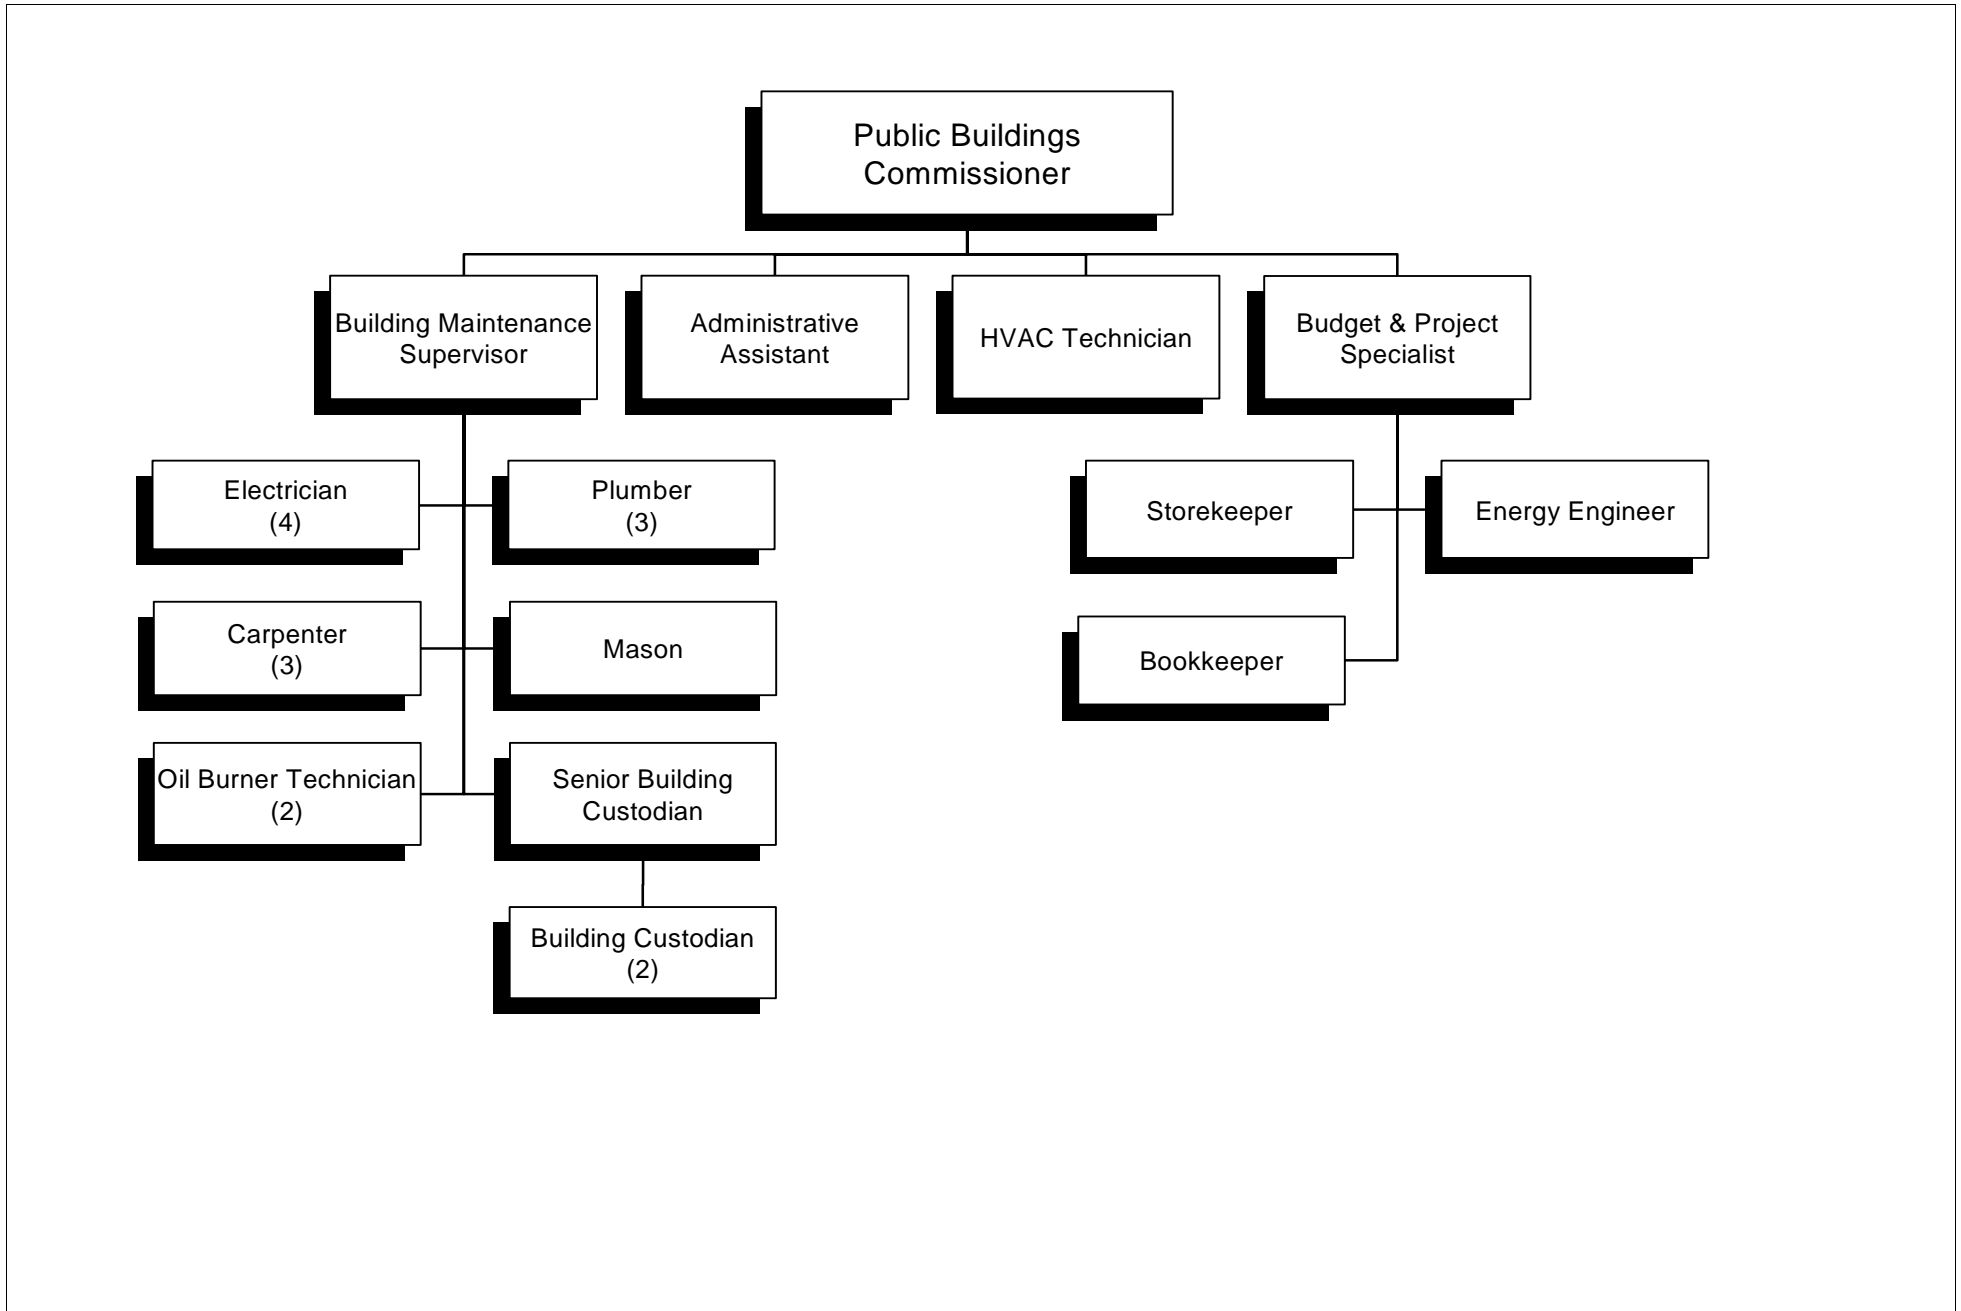 Public Buildings
Commissioner
Building Maintenance
Supervisor
Administrative
Assistant
HVAC Technician
Budget & Project
Specialist
Electrician
(4)
Plumber
(3)
Storekeeper
Energy Engineer
Carpenter
(3)
Mason
Bookkeeper
Oil Burner Technician
(2)
Senior Building
Custodian
Building Custodian
(2)